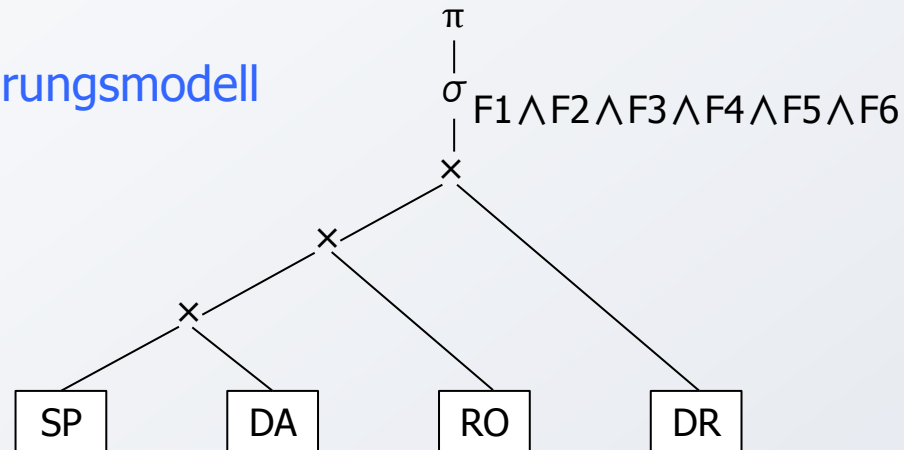 π
rungsmodell
σ F1∧F2∧F3∧F4∧F5∧F6
×
×
×
SP DA RO DR